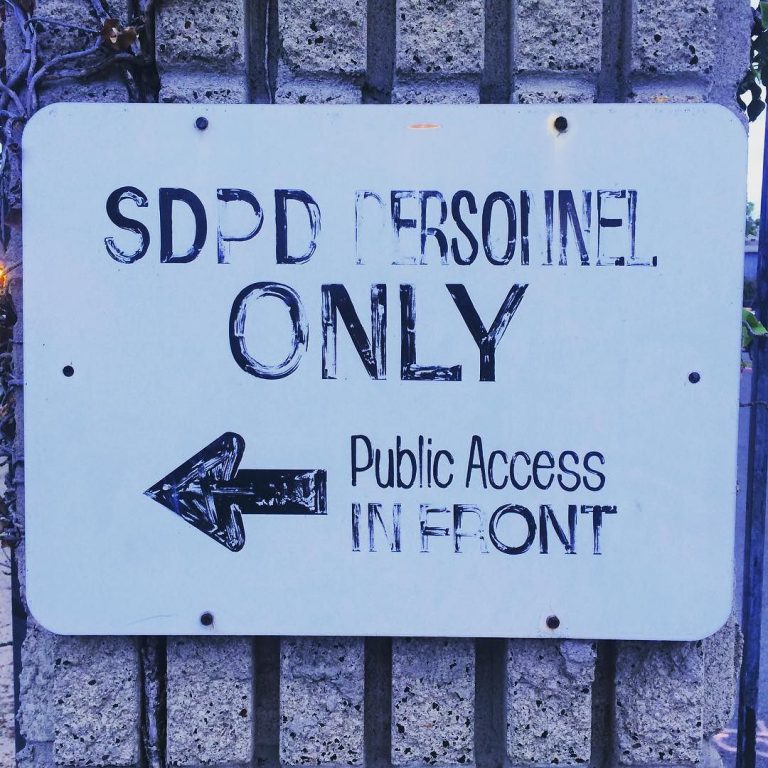 SDPD PERSONNEL
ONLY
Public Access
IN FRONT